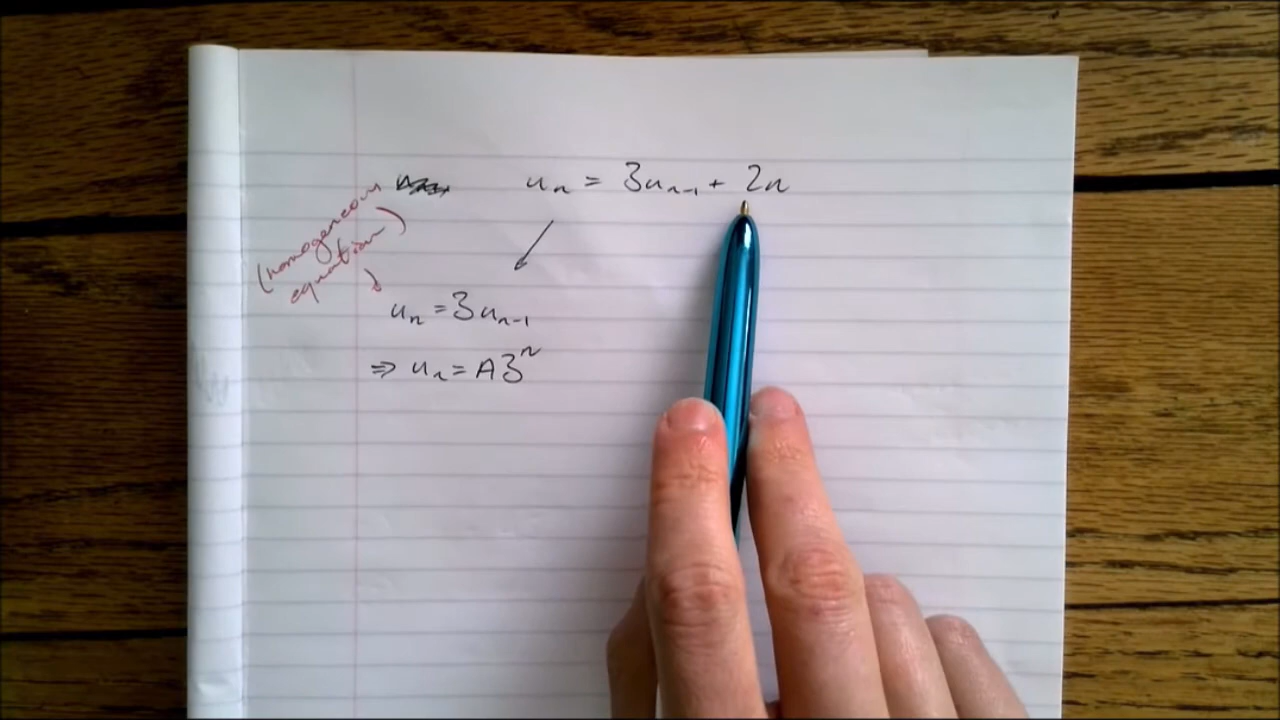 uₙ = 3uₙ₋₁ + 2n
(homogeneous
equation)
uₙ = 3uₙ₋₁
⇒ uₙ = A3ⁿ